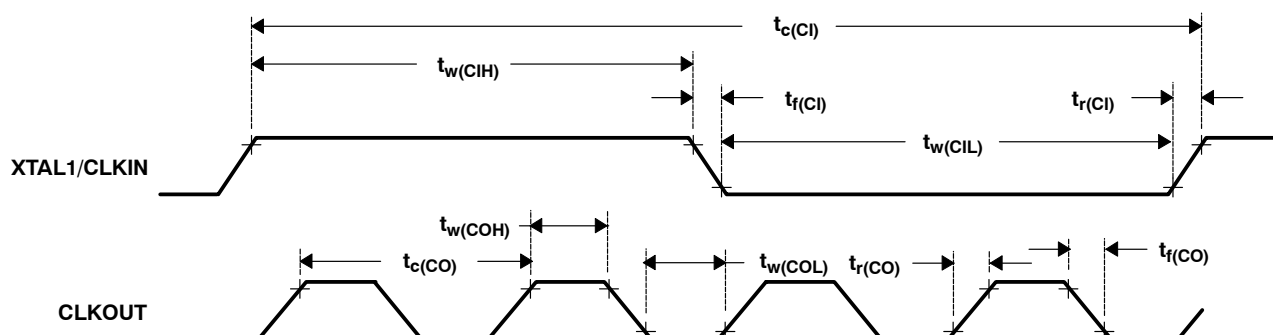 tc(CI)
tw(CIH)
tf(CI)
tr(CI)
tw(CIL)
XTAL1/CLKIN
tw(COH)
tc(CO)
tw(COL)
tr(CO)
tf(CO)
CLKOUT